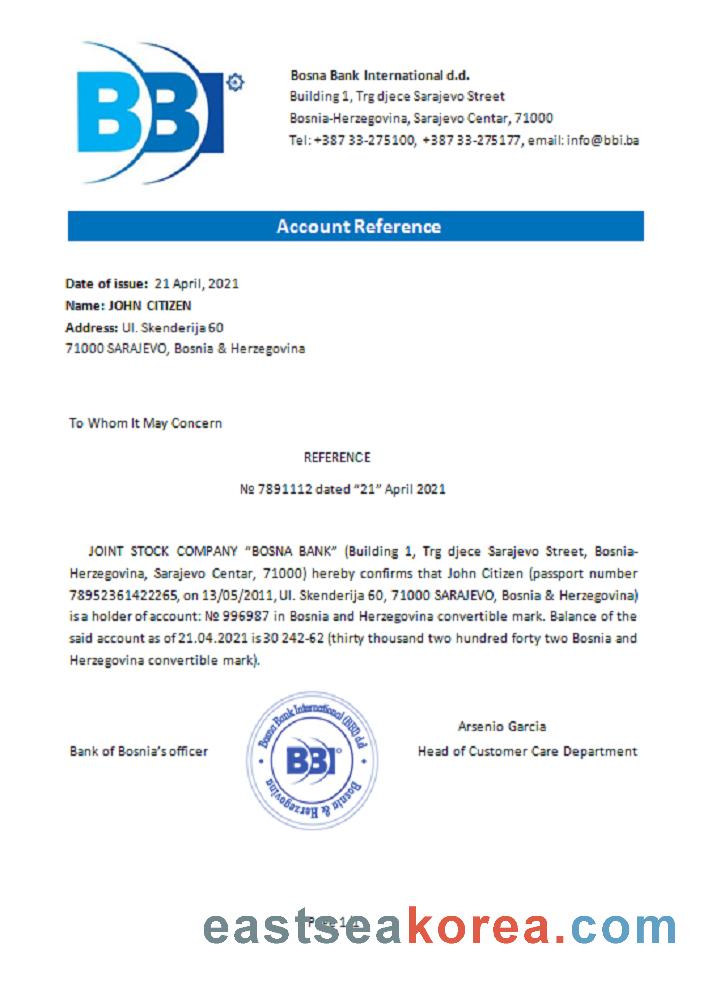 BBI
Bosna Bank International d.d.
Building 1, Trg djece Sarajevo Street
Bosnia-Herzegovina, Sarajevo Centar, 71000
Tel: +387 33-275100, +387 33-275177, email: info@bbi.ba
Account Reference
Date of issue: 21 April, 2021
Name: JOHN CITIZEN
Address: Ul. Skenderija 60
71000 SARAJEVO, Bosnia & Herzegovina
To Whom It May Concern
REFERENCE
№ 7891112 dated “21” April 2021
JOINT STOCK COMPANY “BOSNA BANK” (Building 1, Trg djece Sarajevo Street, Bosnia-
Herzegovina, Sarajevo Centar, 71000) hereby confirms that John Citizen (passport number
78952361422265, on 13/05/2011, Ul. Skenderija 60, 71000 SARAJEVO, Bosnia & Herzegovina)
is a holder of account: № 996987 in Bosnia and Herzegovina convertible mark. Balance of the
said account as of 21.04.2021 is 30 242-62 (thirty thousand two hundred forty two Bosnia and
Herzegovina convertible mark).
Bosna Bank International (BBI) d.d
BBI
Bosnia & Herzegovina
Arsenio Garcia
Bank of Bosnia’s officer
Head of Customer Care Department
eastseakorea.com